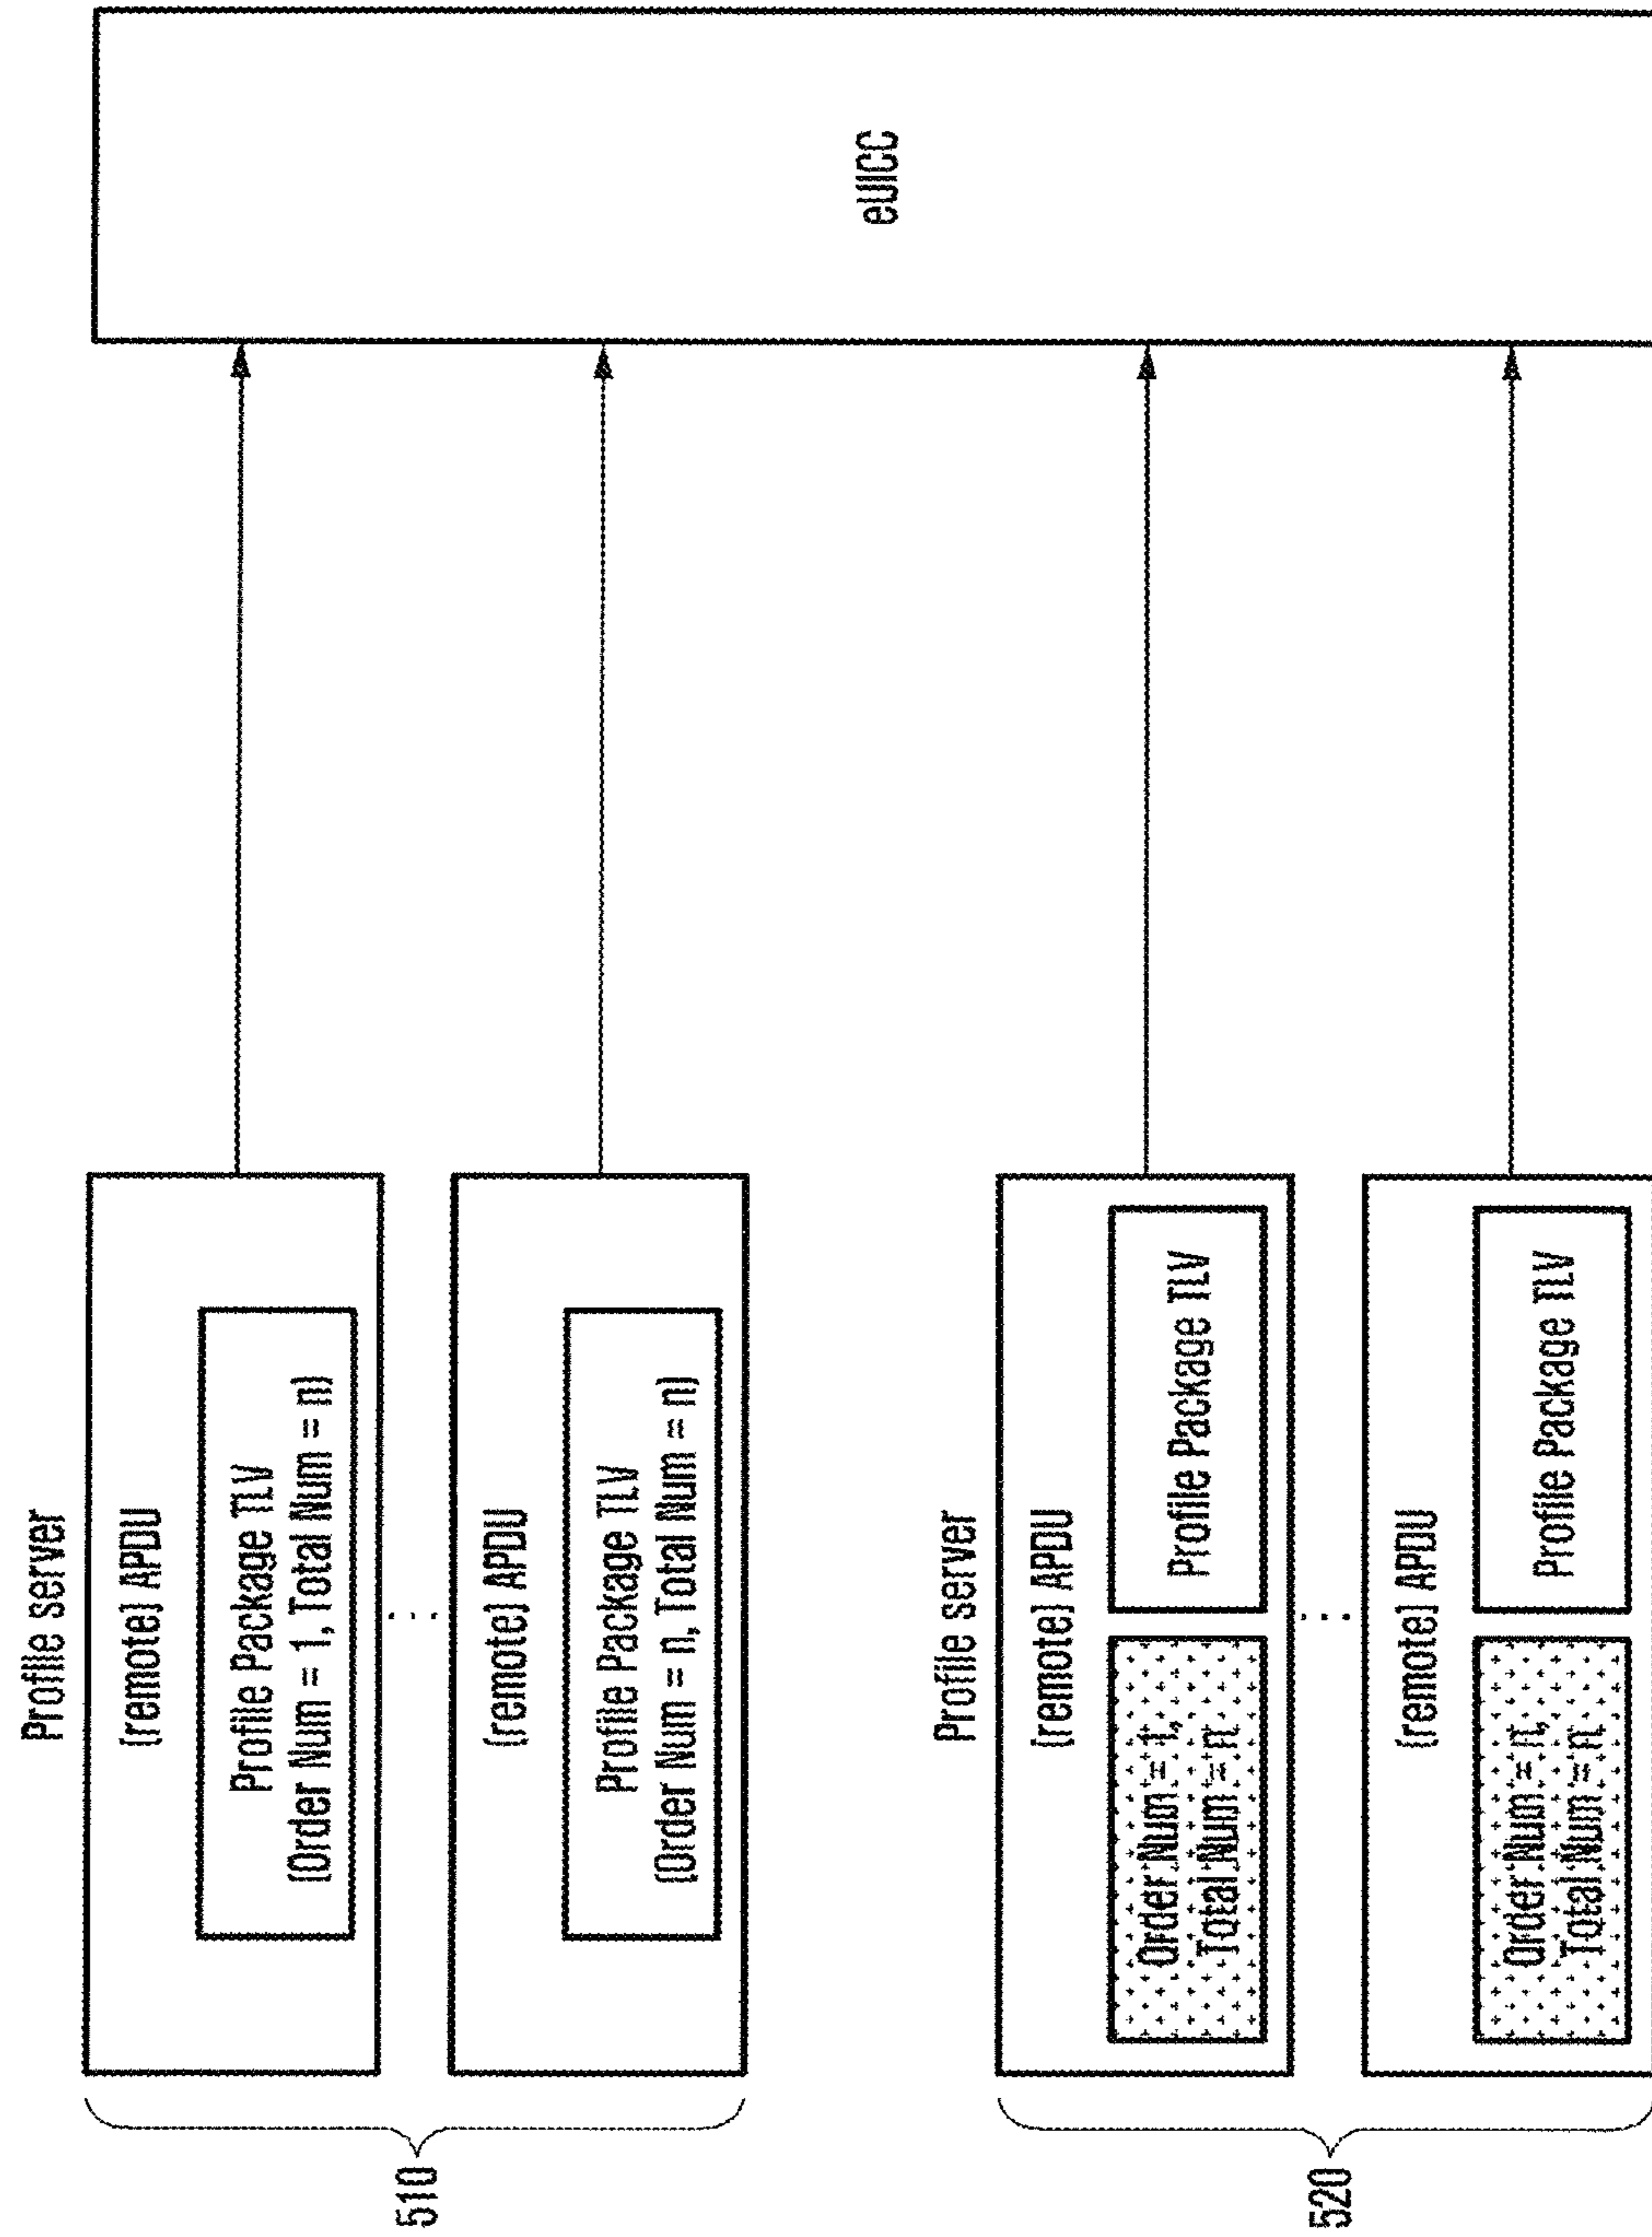 Profile server
(remote) APDU
Profile Package TLV
(Order Num = 1, Total Num = n)
...
(remote) APDU
Profile Package TLV
(Order Num = n, Total Num = n)
510
Profile server
(remote) APDU
Order Num = 1,
Total Num = n
Profile Package TLV
...
(remote) APDU
Order Num = n,
Total Num = n
Profile Package TLV
520
eUICC